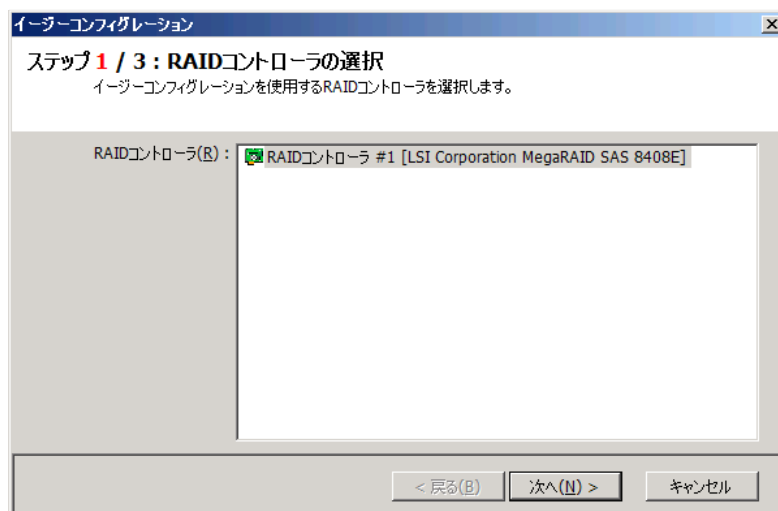 イージーコンフィグレーション
ステップ 1 / 3 : RAIDコントローラの選択
イージーコンフィグレーションを使用するRAIDコントローラを選択します。
RAIDコントローラ(R) : RAIDコントローラ #1 [LSI Corporation MegaRAID SAS 8408E]
< 戻る(B) 次へ(N) > キャンセル